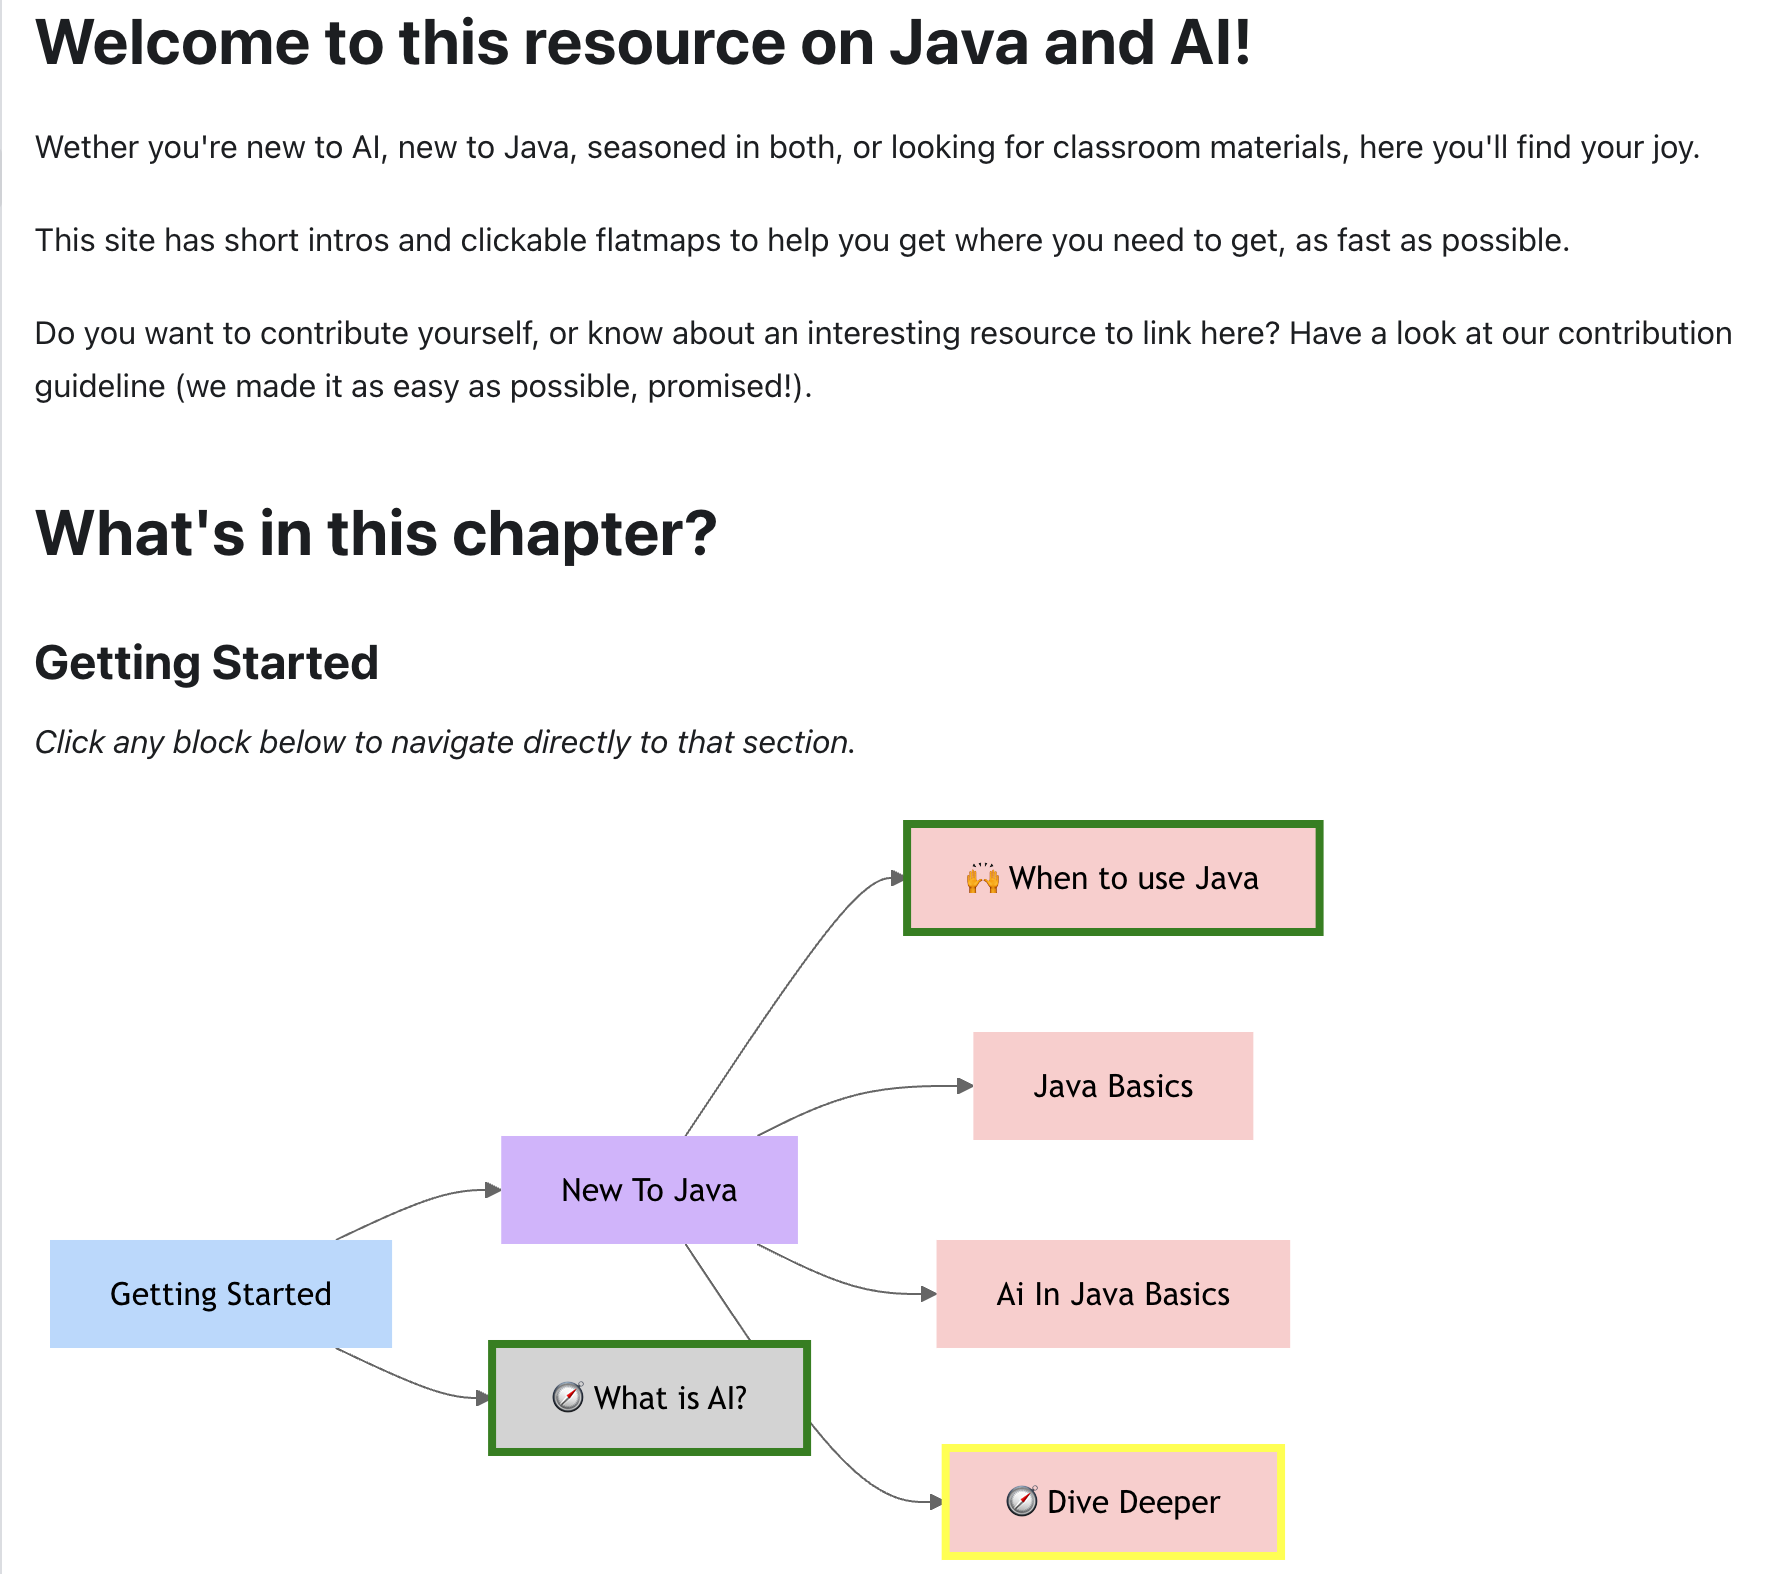 Welcome to this resource on Java and AI!
Wether you're new to AI, new to Java, seasoned in both, or looking for classroom materials, here you'll find your joy.
This site has short intros and clickable flatmaps to help you get where you need to get, as fast as possible.
Do you want to contribute yourself, or know about an interesting resource to link here? Have a look at our contribution
guideline (we made it as easy as possible, promised!).
What's in this chapter?
Getting Started
Click any block below to navigate directly to that section.
🙌 When to use Java
Java Basics
New To Java
Getting Started
Ai In Java Basics
🧭 What is AI?
🧭 Dive Deeper